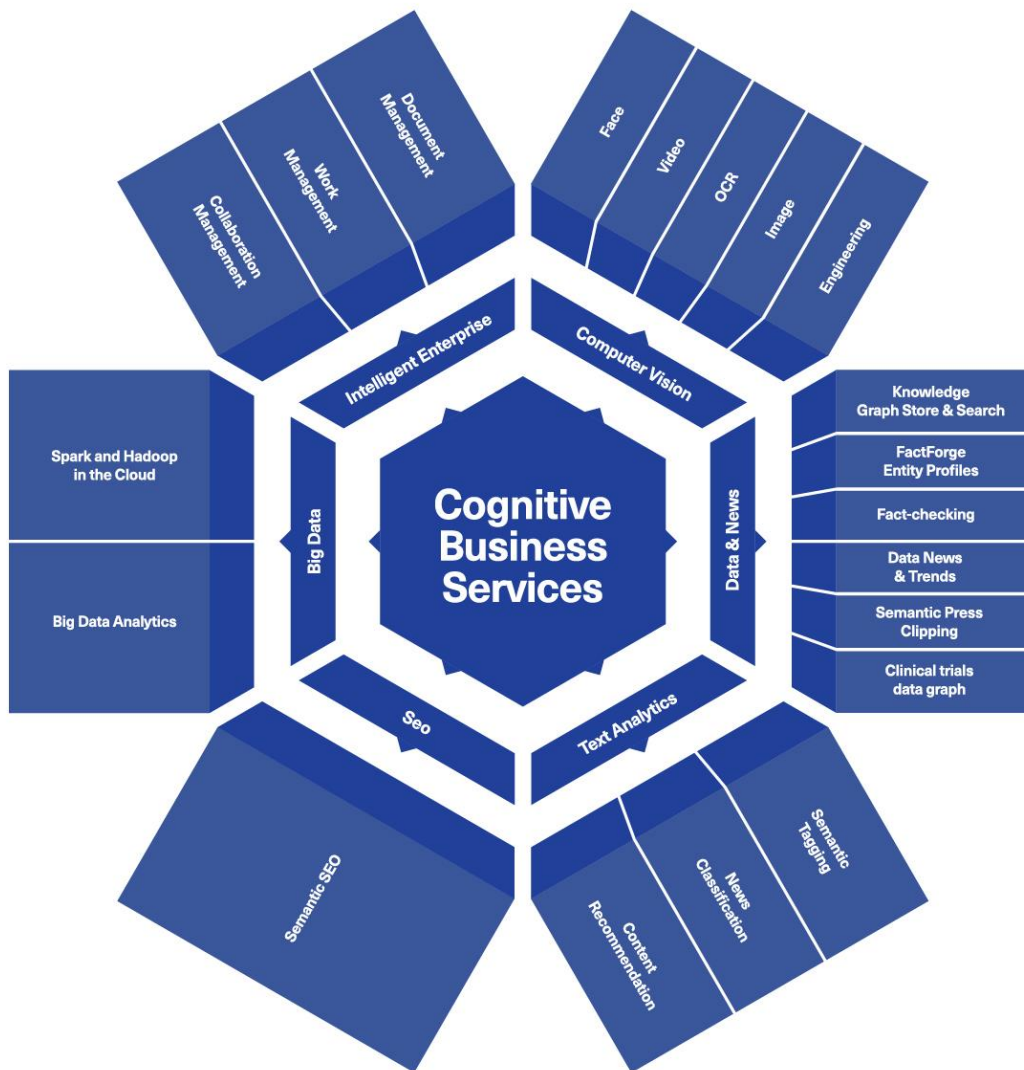 Cognitive
Business
Services
Intelligent Enterprise
Collaboration
Management
Work
Management
Document
Management
Computer Vision
Face
Video
OCR
Image
Engineering
Data & News
Knowledge
Graph Store & Search
FactForge
Entity Profiles
Fact-checking
Data News
& Trends
Semantic Press
Clipping
Clinical trials
data graph
Text Analytics
Semantic
Tagging
News
Classification
Content
Recommendation
Seo
Semantic SEO
Big Data
Spark and Hadoop
in the Cloud
Big Data Analytics